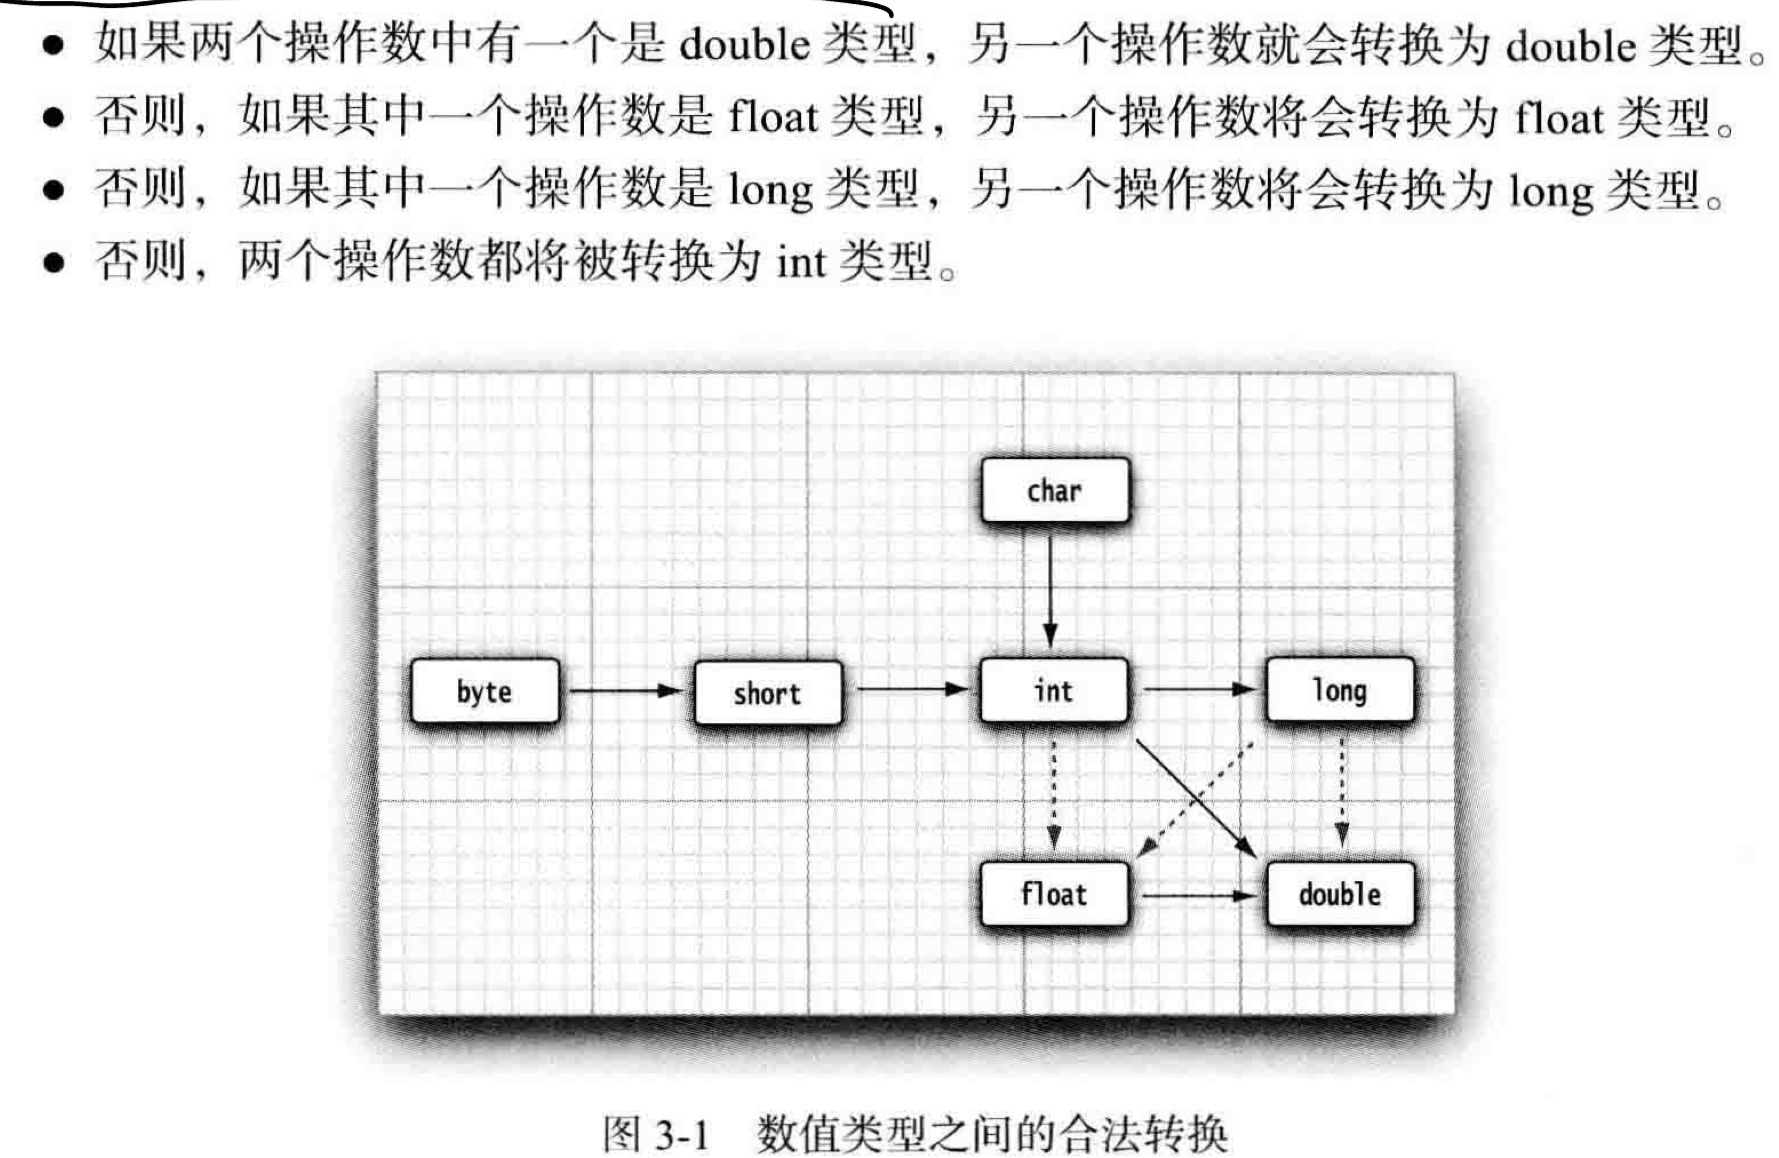 ● 如果两个操作数中有一个是 double 类型，另一个操作数就会转换为 double 类型。
● 否则，如果其中一个操作数是 float 类型，另一个操作数将会转换为 float 类型。
● 否则，如果其中一个操作数是 long 类型，另一个操作数将会转换为 long 类型。
● 否则，两个操作数都将被转换为 int 类型。
char
byte short int long
float double
图 3-1 数值类型之间的合法转换